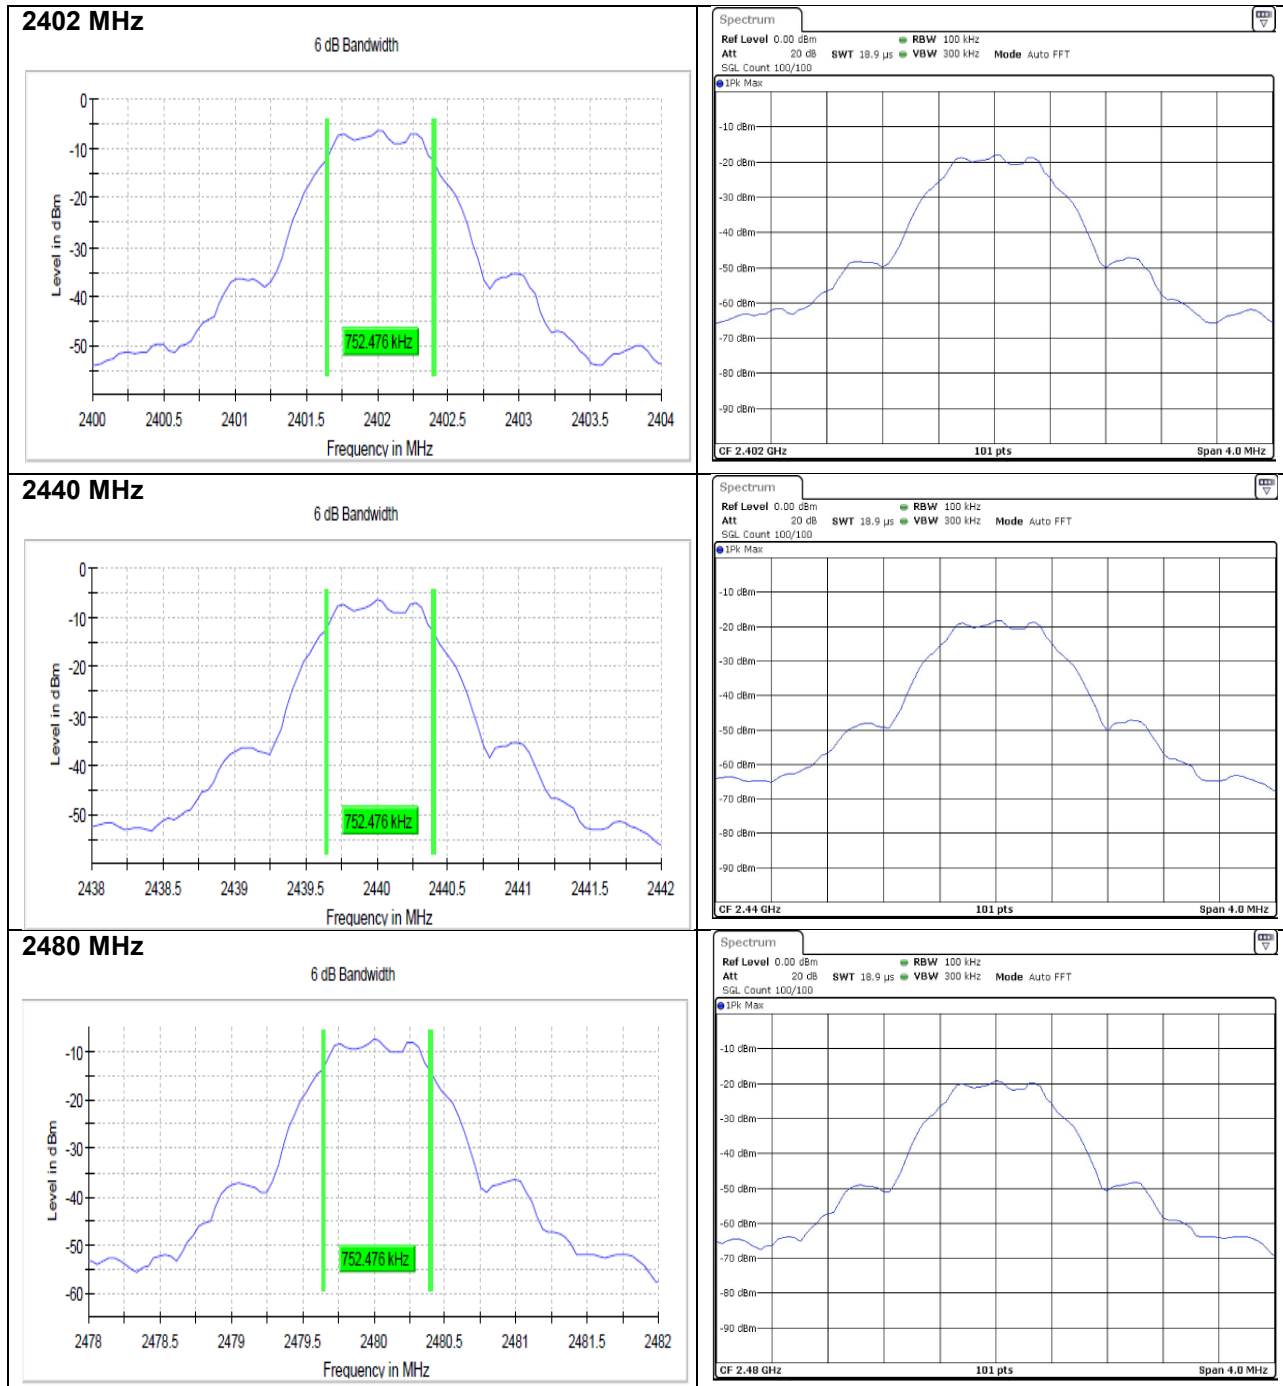 2402 MHz
6 dB Bandwidth
Level in dBm
0
-10
-20
-30
-40
-50
752.476 kHz
2400 2400.5 2401 2401.5 2402 2402.5 2403 2403.5 2404
Frequency in MHz
Spectrum
Ref Level 0.00 dBm RBW 100 kHz
Att 20 dB SWT 18.9 µs VBW 300 kHz Mode Auto FFT
SGL Count 100/100
1Pk Max
-10 dBm
-20 dBm
-30 dBm
-40 dBm
-50 dBm
-60 dBm
-70 dBm
-80 dBm
-90 dBm
CF 2.402 GHz 101 pts Span 4.0 MHz
2440 MHz
6 dB Bandwidth
Level in dBm
0
-10
-20
-30
-40
-50
752.476 kHz
2438 2438.5 2439 2439.5 2440 2440.5 2441 2441.5 2442
Frequency in MHz
Spectrum
Ref Level 0.00 dBm RBW 100 kHz
Att 20 dB SWT 18.9 µs VBW 300 kHz Mode Auto FFT
SGL Count 100/100
1Pk Max
-10 dBm
-20 dBm
-30 dBm
-40 dBm
-50 dBm
-60 dBm
-70 dBm
-80 dBm
-90 dBm
CF 2.44 GHz 101 pts Span 4.0 MHz
2480 MHz
6 dB Bandwidth
Level in dBm
-10
-20
-30
-40
-50
-60
752.476 kHz
2478 2478.5 2479 2479.5 2480 2480.5 2481 2481.5 2482
Frequency in MHz
Spectrum
Ref Level 0.00 dBm RBW 100 kHz
Att 20 dB SWT 18.9 µs VBW 300 kHz Mode Auto FFT
SGL Count 100/100
1Pk Max
-10 dBm
-20 dBm
-30 dBm
-40 dBm
-50 dBm
-60 dBm
-70 dBm
-80 dBm
-90 dBm
CF 2.48 GHz 101 pts Span 4.0 MHz